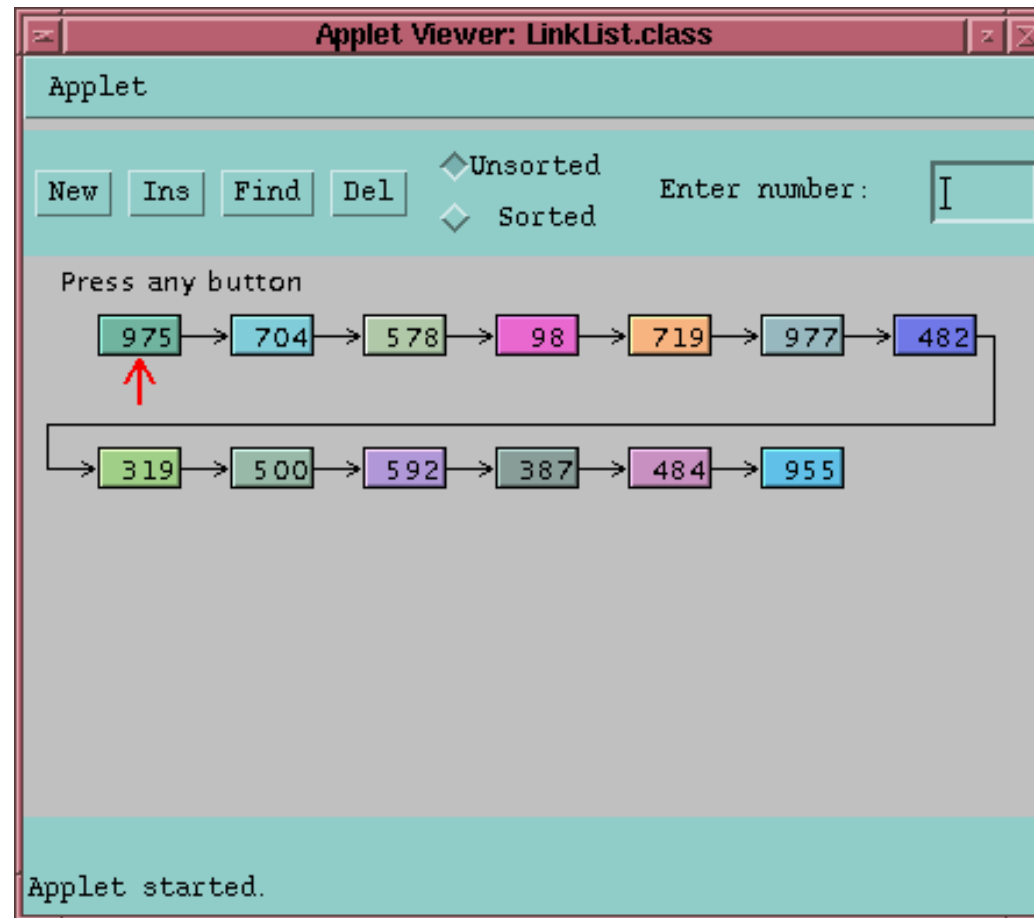 Applet Viewer: LinkList.class
Applet
New Ins Find Del Unsorted Sorted Enter number:
Press any button
975 704 578 98 719 977 482
319 500 592 387 484 955
Applet started.